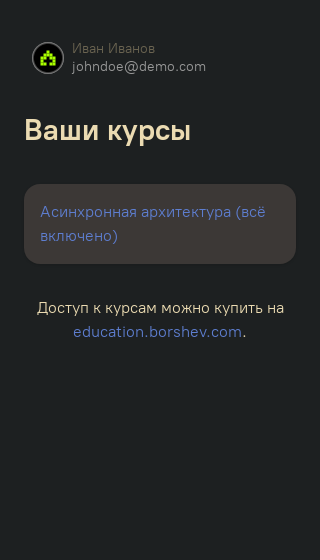 Иван Иванов
johndoe@demo.com
Ваши курсы
Асинхронная архитектура (всё
включено)
Доступ к курсам можно купить на
education.borshev.com.